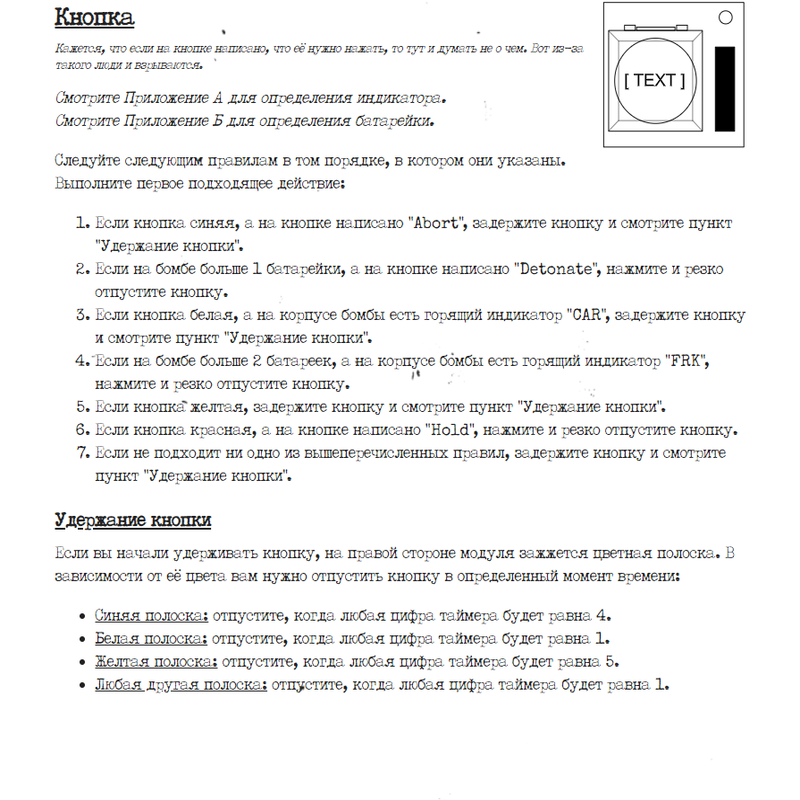 Кнопка
Кажется, что если на кнопке написано, что её нужно нажать, то тут и думать не о чем. Вот из-за
такого люди и взрываются.
[ TEXT ]
Смотрите Приложение А для определения индикатора.
Смотрите Приложение Б для определения батарейки.
Следуйте следующим правилам в том порядке, в котором они указаны.
Выполните первое подходящее действие:
1. Если кнопка синяя, а на кнопке написано "Abort", задержите кнопку и смотрите пункт
"Удержание кнопки".
2. Если на бомбе больше 1 батарейки, а на кнопке написано "Detonate", нажмите и резко
отпустите кнопку.
3. Если кнопка белая, а на корпусе бомбы есть горящий индикатор "CAR", задержите кнопку
и смотрите пункт "Удержание кнопки".
4. Если на бомбе больше 2 батареек, а на корпусе бомбы есть горящий индикатор "FRK",
нажмите и резко отпустите кнопку.
5. Если кнопка желтая, задержите кнопку и смотрите пункт "Удержание кнопки".
6. Если кнопка красная, а на кнопке написано "Hold", нажмите и резко отпустите кнопку.
7. Если не подходит ни одно из вышеперечисленных правил, задержите кнопку и смотрите
пункт "Удержание кнопки".
Удержание кнопки
Если вы начали удерживать кнопку, на правой стороне модуля зажжется цветная полоска. В
зависимости от её цвета вам нужно отпустить кнопку в определенный момент времени:
• Синяя полоска: отпустите, когда любая цифра таймера будет равна 4.
• Белая полоска: отпустите, когда любая цифра таймера будет равна 1.
• Желтая полоска: отпустите, когда любая цифра таймера будет равна 5.
• Любая другая полоска: отпустите, когда любая цифра таймера будет равна 1.